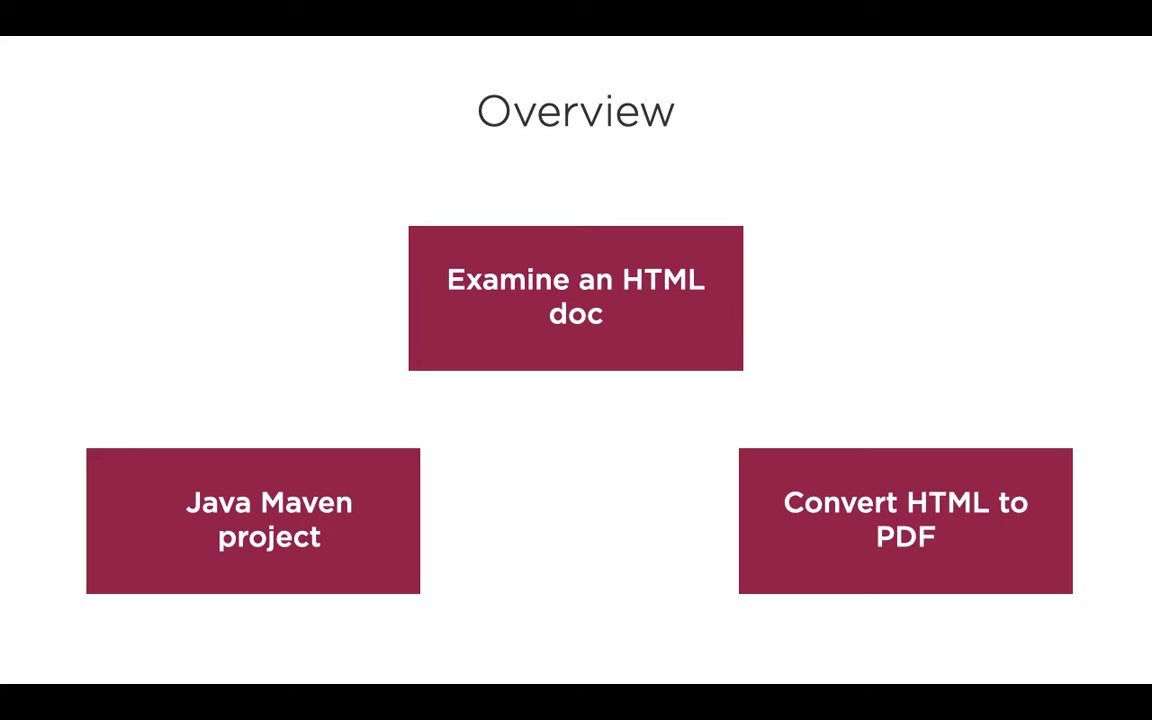 Overview
Examine an HTML
doc
Java Maven
project
Convert HTML to
PDF